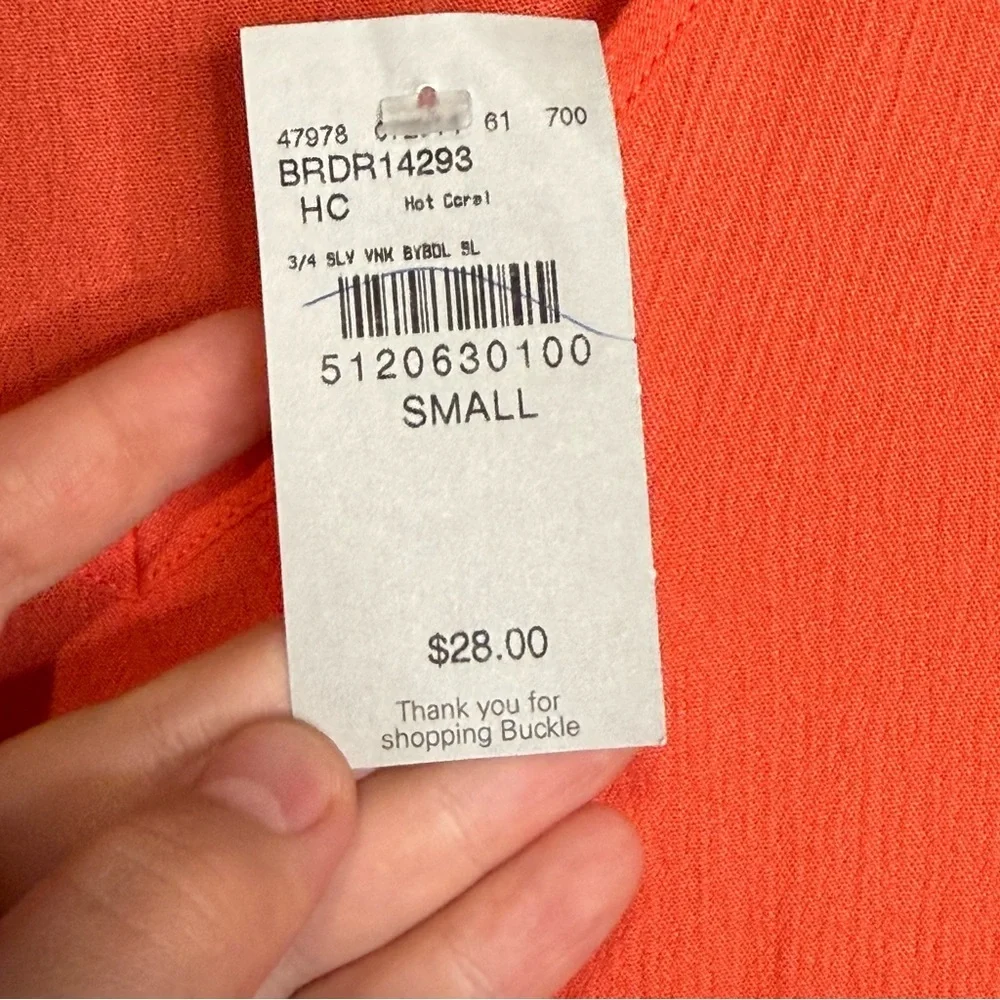 47978 61 700
BRDR14293
HC Hot Coral
3/4 SLV VNK BYBDL SL
5120630100
SMALL
$28.00
Thank you for
shopping Buckle